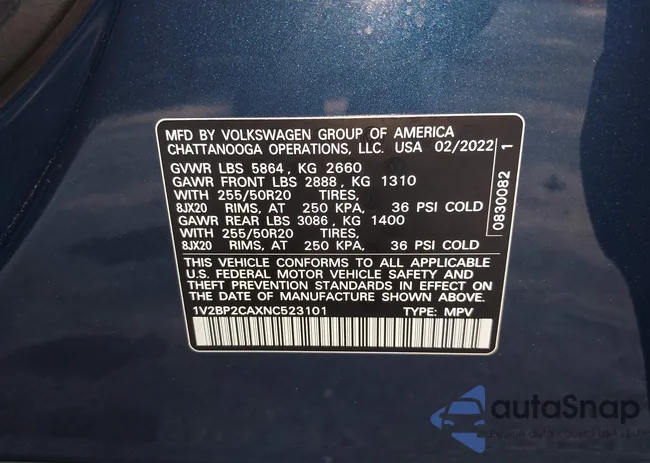 MFD BY VOLKSWAGEN GROUP OF AMERICA
CHATTANOOGA OPERATIONS, LLC. USA 02/2022
GVWR LBS 5864, KG 2660
GAWR FRONT LBS 2888, KG 1310
WITH 255/50R20 TIRES,
8JX20 RIMS, AT 250 KPA, 36 PSI COLD
GAWR REAR LBS 3086, KG 1400
WITH 255/50R20 TIRES,
8JX20 RIMS, AT 250 KPA, 36 PSI COLD
THIS VEHICLE CONFORMS TO ALL APPLICABLE
U.S. FEDERAL MOTOR VEHICLE SAFETY AND
THEFT PREVENTION STANDARDS IN EFFECT ON
THE DATE OF MANUFACTURE SHOWN ABOVE.
1V2BP2CAXNC523101 TYPE: MPV
0830082 1
autoSnap